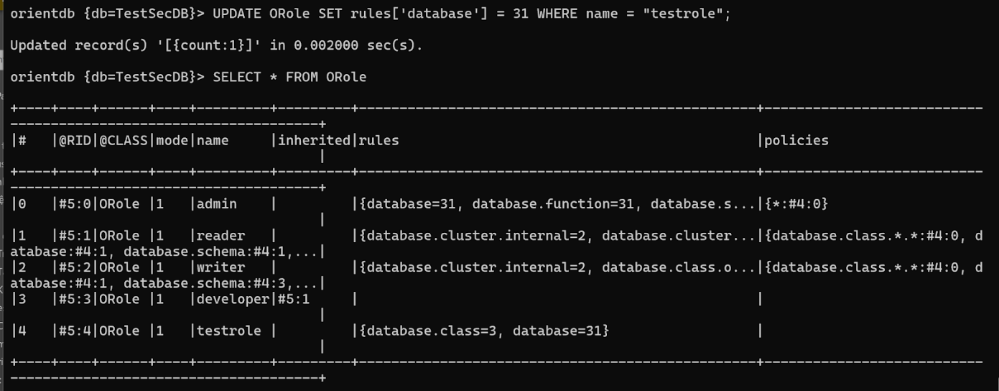 orientdb {db=TestSecDB}> UPDATE ORole SET rules['database'] = 31 WHERE name = "testrole";
Updated record(s) '[{count:1}]' in 0.002000 sec(s).
orientdb {db=TestSecDB}> SELECT * FROM ORole
+----+----+------+----+---------+---------+--------------------------------------------------+---------------------------
--------------------------------------+
|#   |@RID|@CLASS|mode|name     |inherited|rules                                             |policies
                                      |
+----+----+------+----+---------+---------+--------------------------------------------------+---------------------------
--------------------------------------+
|0   |#5:0|ORole |1   |admin    |         |{database=31, database.function=31, database.s...|{*:#4:0}
                                      |
|1   |#5:1|ORole |1   |reader   |         |{database.cluster.internal=2, database.cluster...|{database.class.*.*:#4:0, d
atabase:#4:1, database.schema:#4:1,...|
|2   |#5:2|ORole |1   |writer   |         |{database.cluster.internal=2, database.class.o...|{database.class.*.*:#4:0, d
atabase:#4:1, database.schema:#4:3,...|
|3   |#5:3|ORole |1   |developer|#5:1     |                                                  |
                                      |
|4   |#5:4|ORole |1   |testrole |         |{database.class=3, database=31}                   |
                                      |
+----+----+------+----+---------+---------+--------------------------------------------------+---------------------------
--------------------------------------+